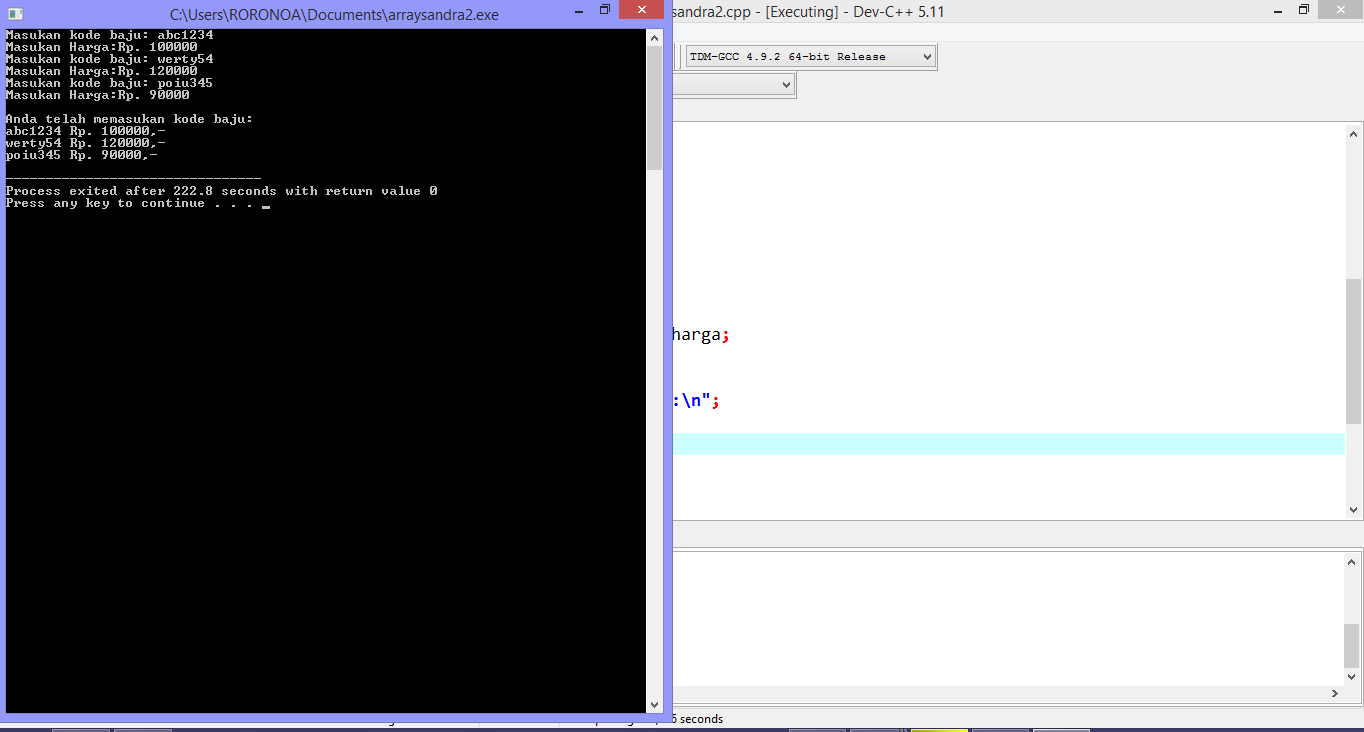 C:\Users\RORONOA\Documents\arraysandra2.exe
sandra2.cpp - [Executing] - Dev-C++ 5.11
Masukan kode baju: abc1234
Masukan Harga:Rp. 100000
Masukan kode baju: werty54
Masukan Harga:Rp. 120000
Masukan kode baju: poiu345
Masukan Harga:Rp. 90000
Anda telah memasukan kode baju:
abc1234 Rp. 100000,-
werty54 Rp. 120000,-
poiu345 Rp. 90000,-
--------------------------------
Process exited after 222.8 seconds with return value 0
Press any key to continue . . . _
TDM-GCC 4.9.2 64-bit Release
harga;
:\n";
seconds